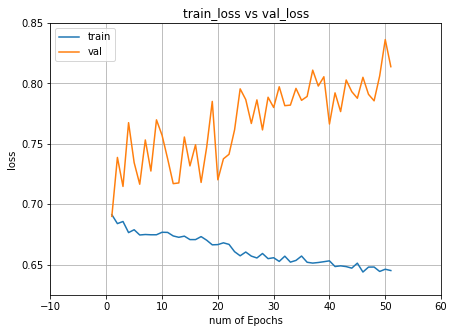 train_loss vs val_loss
train
val
loss
0.85
0.80
0.75
0.70
0.65
−10 0 10 20 30 40 50 60
num of Epochs